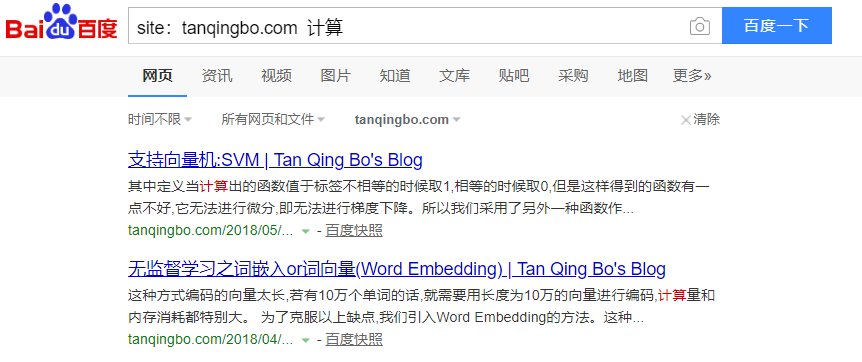 Bai du 百度 site：tanqingbo.com 计算 百度一下
网页 资讯 视频 图片 知道 文库 贴吧 采购 地图 更多»
时间不限 所有网页和文件 tanqingbo.com 清除
支持向量机:SVM | Tan Qing Bo's Blog
其中定义当计算出的函数值于标签不相等的时候取1,相等的时候取0,但是这样得到的函数有一
点不好,它无法进行微分,即无法进行梯度下降。所以我们采用了另外一种函数作...
tanqingbo.com/2018/05/... - 百度快照
无监督学习之词嵌入or词向量(Word Embedding) | Tan Qing Bo's Blog
这种方式编码的向量太长,若有10万个单词的话,就需要用长度为10万的向量进行编码,计算量和
内存消耗都特别大。 为了克服以上缺点,我们引入Word Embedding的方法。这种...
tanqingbo.com/2018/04/... - 百度快照